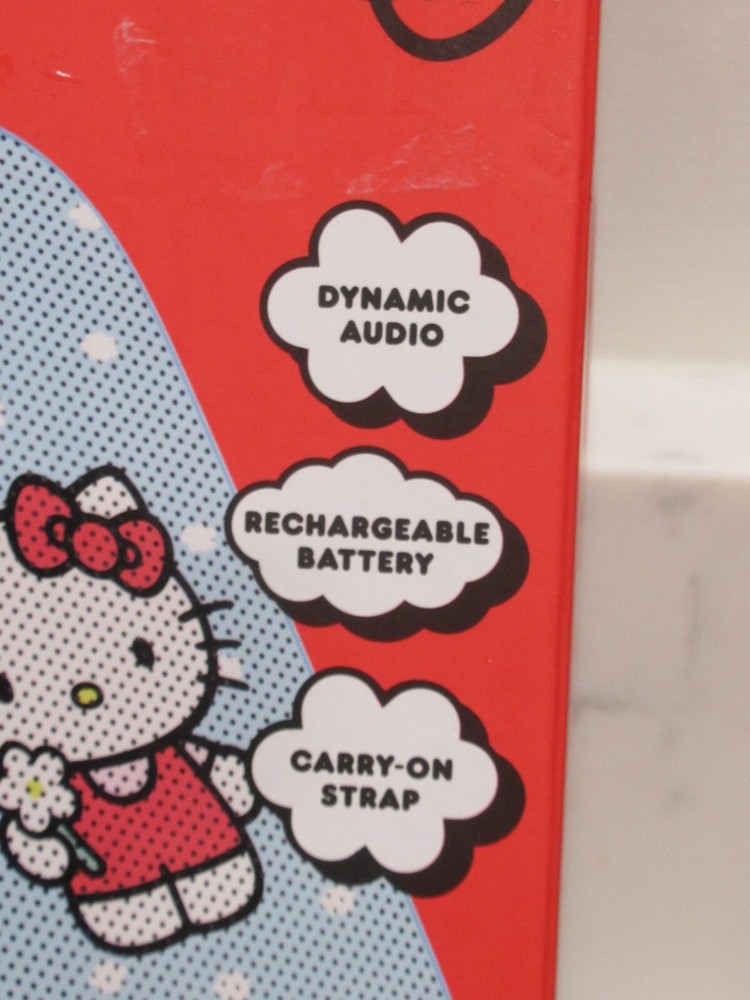 DYNAMIC
AUDIO
RECHARGEABLE
BATTERY
CARRY-ON
STRAP